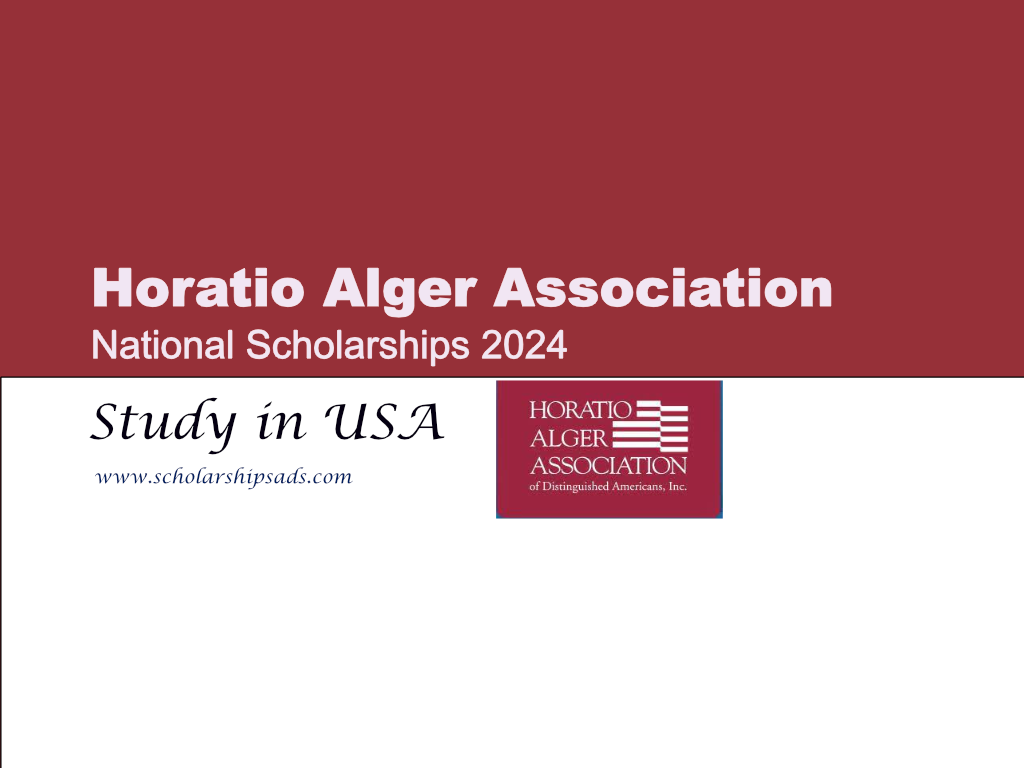 Horatio Alger Association
National Scholarships 2024
Study in USA
www.scholarshipsads.com
HORATIO
ALGER
ASSOCIATION
of Distinguished Americans, Inc.